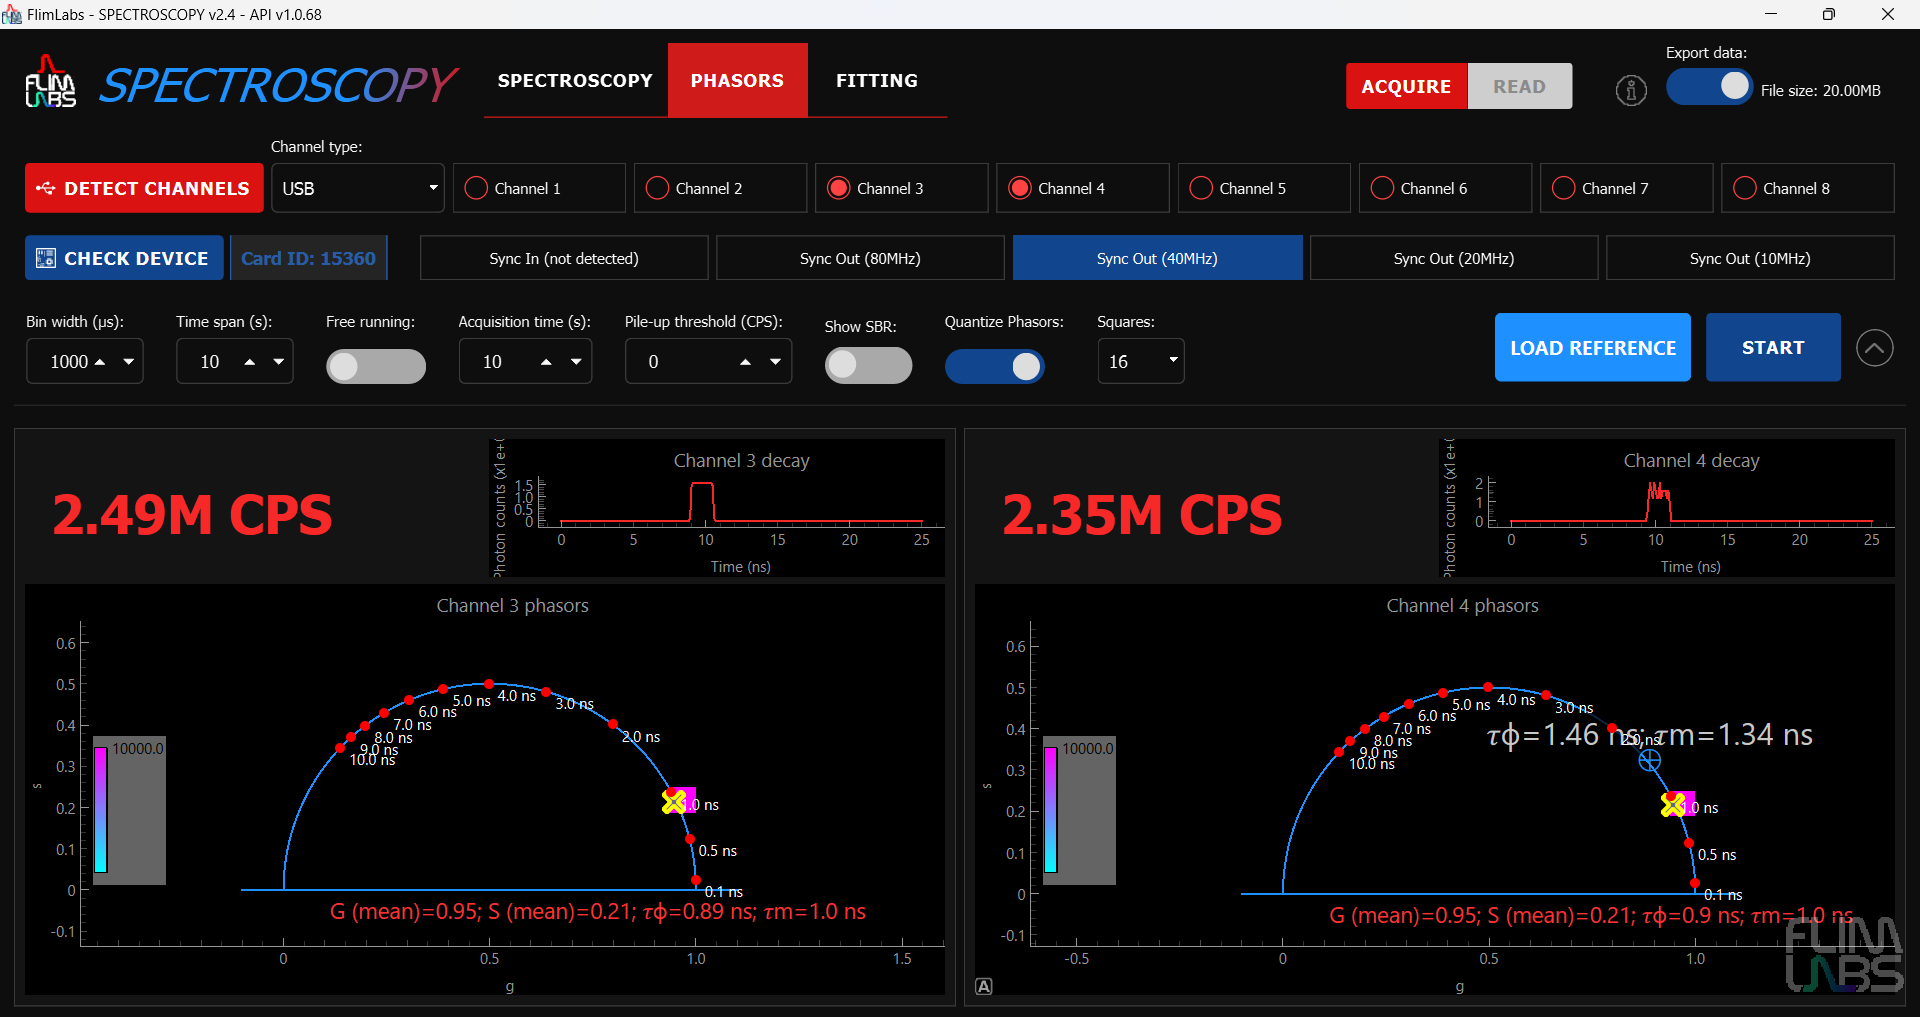 FlimLabs - SPECTROSCOPY v2.4 - API v1.0.68
FLIM LABS
SPECTROSCOPY
SPECTROSCOPY PHASORS FITTING
ACQUIRE READ
Export data:
File size: 20.00MB
Channel type:
DETECT CHANNELS
USB
Channel 1 Channel 2 Channel 3 Channel 4 Channel 5 Channel 6 Channel 7 Channel 8
CHECK DEVICE
Card ID: 15360
Sync In (not detected) Sync Out (80MHz) Sync Out (40MHz) Sync Out (20MHz) Sync Out (10MHz)
Bin width (µs): Time span (s): Free running: Acquisition time (s): Pile-up threshold (CPS): Show SBR: Quantize Phasors: Squares:
1000 10 10 0 16
LOAD REFERENCE START
2.49M CPS
Channel 3 decay
Photon counts (x1e+
1.5
1.0
0.5
0
0 5 10 15 20 25
Time (ns)
Channel 3 phasors
0.6
0.5
0.4
0.3
0.2
0.1
0
-0.1
s
10000.0
10.0 ns
9.0 ns
8.0 ns
7.0 ns
6.0 ns
5.0 ns
4.0 ns
3.0 ns
2.0 ns
1.0 ns
0.5 ns
0.1 ns
G (mean)=0.95; S (mean)=0.21; τϕ=0.89 ns; τm=1.0 ns
0 0.5 1.0 1.5
g
2.35M CPS
Channel 4 decay
Photon counts (x1e+
2
1
0
0 5 10 15 20 25
Time (ns)
Channel 4 phasors
0.6
0.5
0.4
0.3
0.2
0.1
0
-0.1
s
10000.0
10.0 ns
9.0 ns
8.0 ns
7.0 ns
6.0 ns
5.0 ns
4.0 ns
3.0 ns
2.0 ns
τϕ=1.46 ns; τm=1.34 ns
1.0 ns
0.5 ns
0.1 ns
G (mean)=0.95; S (mean)=0.21; τϕ=0.9 ns; τm=1.0 ns
-0.5 0 0.5 1.0
g
A
FLIM LABS